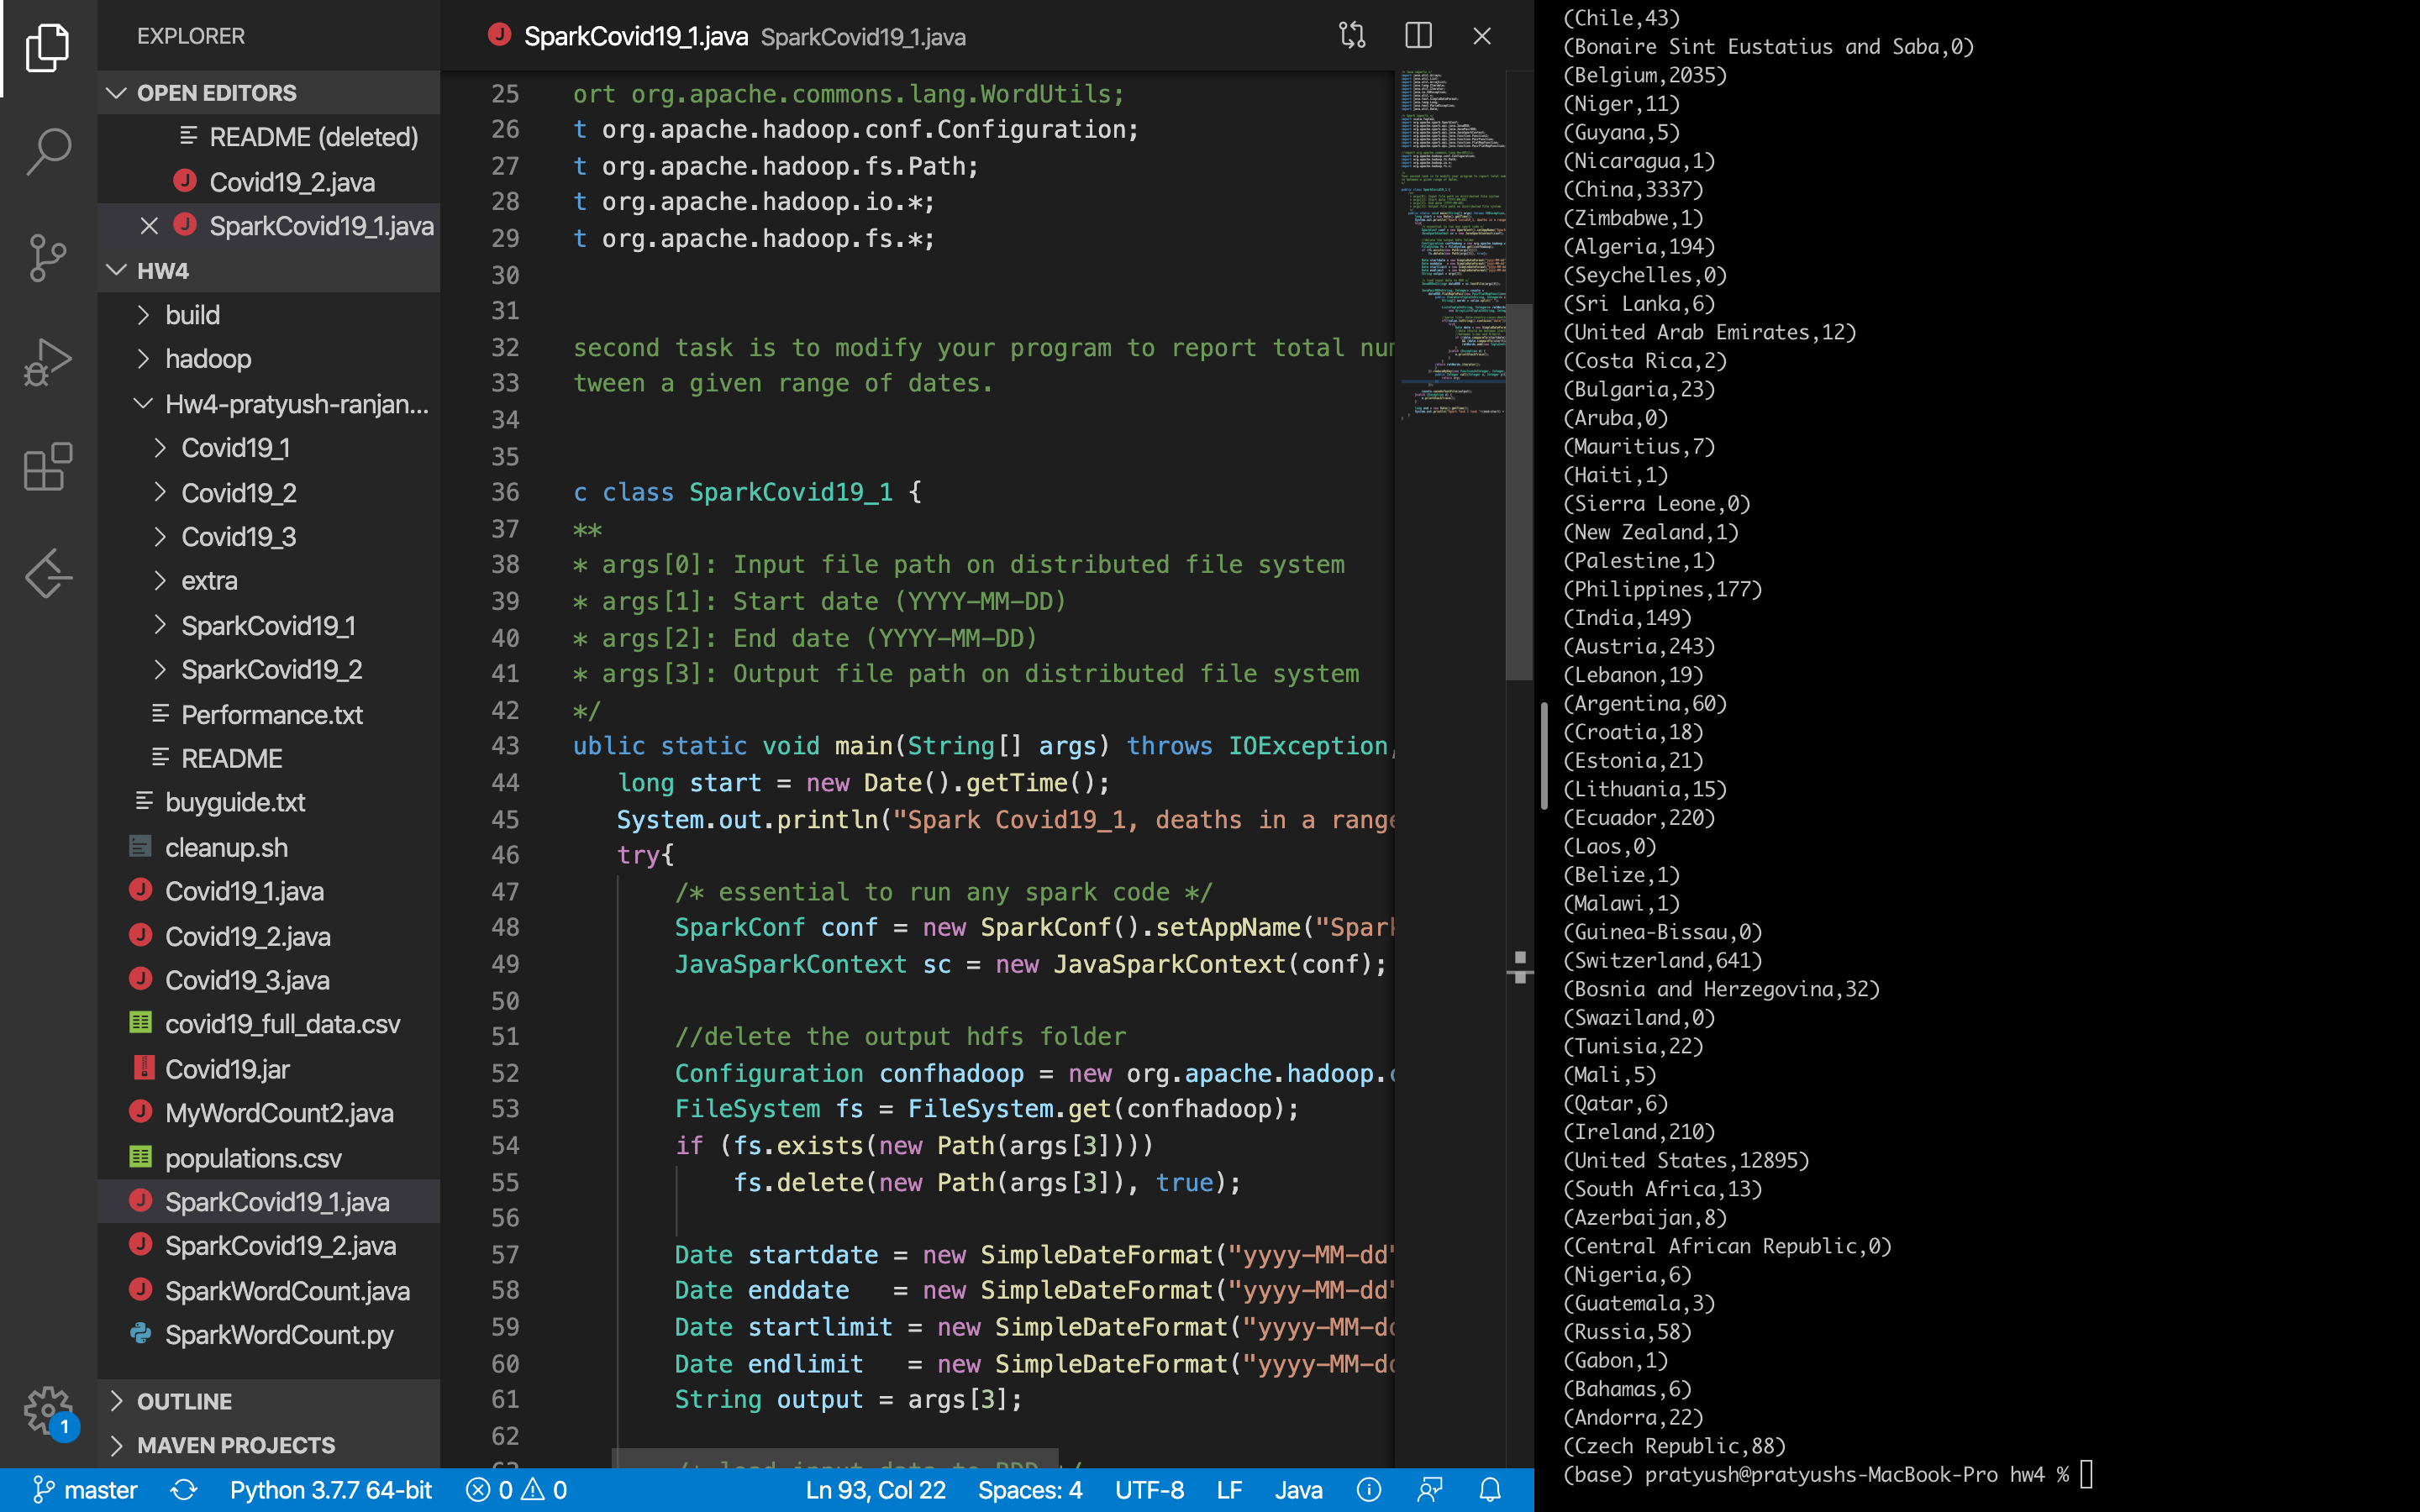 EXPLORER
OPEN EDITORS
README (deleted)
Covid19_2.java
SparkCovid19_1.java
HW4
build
hadoop
Hw4-pratyush-ranjan...
Covid19_1
Covid19_2
Covid19_3
extra
SparkCovid19_1
SparkCovid19_2
Performance.txt
README
buyguide.txt
cleanup.sh
Covid19_1.java
Covid19_2.java
Covid19_3.java
covid19_full_data.csv
Covid19.jar
MyWordCount2.java
populations.csv
SparkCovid19_1.java
SparkCovid19_2.java
SparkWordCount.java
SparkWordCount.py
OUTLINE
MAVEN PROJECTS
1
SparkCovid19_1.java SparkCovid19_1.java
25 ort org.apache.commons.lang.WordUtils;
26 t org.apache.hadoop.conf.Configuration;
27 t org.apache.hadoop.fs.Path;
28 t org.apache.hadoop.io.*;
29 t org.apache.hadoop.fs.*;
30
31
32 second task is to modify your program to report total num
33 tween a given range of dates.
34
35
36 c class SparkCovid19_1 {
37 **
38 * args[0]: Input file path on distributed file system
39 * args[1]: Start date (YYYY-MM-DD)
40 * args[2]: End date (YYYY-MM-DD)
41 * args[3]: Output file path on distributed file system
42 */
43 ublic static void main(String[] args) throws IOException,
44 long start = new Date().getTime();
45 System.out.println("Spark Covid19_1, deaths in a range
46 try{
47 /* essential to run any spark code */
48 SparkConf conf = new SparkConf().setAppName("Spark
49 JavaSparkContext sc = new JavaSparkContext(conf);
50
51 //delete the output hdfs folder
52 Configuration confhadoop = new org.apache.hadoop.c
53 FileSystem fs = FileSystem.get(confhadoop);
54 if (fs.exists(new Path(args[3])))
55 fs.delete(new Path(args[3]), true);
56
57 Date startdate = new SimpleDateFormat("yyyy-MM-dd"
58 Date enddate = new SimpleDateFormat("yyyy-MM-dd"
59 Date startlimit = new SimpleDateFormat("yyyy-MM-dd
60 Date endlimit = new SimpleDateFormat("yyyy-MM-dd
61 String output = args[3];
62
63 /* load input data to RDD */
(Chile,43)
(Bonaire Sint Eustatius and Saba,0)
(Belgium,2035)
(Niger,11)
(Guyana,5)
(Nicaragua,1)
(China,3337)
(Zimbabwe,1)
(Algeria,194)
(Seychelles,0)
(Sri Lanka,6)
(United Arab Emirates,12)
(Costa Rica,2)
(Bulgaria,23)
(Aruba,0)
(Mauritius,7)
(Haiti,1)
(Sierra Leone,0)
(New Zealand,1)
(Palestine,1)
(Philippines,177)
(India,149)
(Austria,243)
(Lebanon,19)
(Argentina,60)
(Croatia,18)
(Estonia,21)
(Lithuania,15)
(Ecuador,220)
(Laos,0)
(Belize,1)
(Malawi,1)
(Guinea-Bissau,0)
(Switzerland,641)
(Bosnia and Herzegovina,32)
(Swaziland,0)
(Tunisia,22)
(Mali,5)
(Qatar,6)
(Ireland,210)
(United States,12895)
(South Africa,13)
(Azerbaijan,8)
(Central African Republic,0)
(Nigeria,6)
(Guatemala,3)
(Russia,58)
(Gabon,1)
(Bahamas,6)
(Andorra,22)
(Czech Republic,88)
(base) pratyush@pratyushs-MacBook-Pro hw4 %
master Python 3.7.7 64-bit 0 0 Ln 93, Col 22 Spaces: 4 UTF-8 LF Java